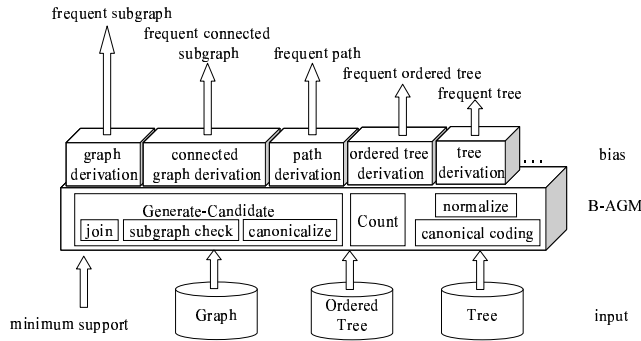 frequent subgraph
frequent connected
subgraph
frequent path
frequent ordered tree
frequent tree
graph
derivation
connected
graph derivation
path
derivation
ordered tree
derivation
tree
derivation
...
bias
Generate-Candidate
join
subgraph check
canonicalize
Count
normalize
canonical coding
B-AGM
minimum support
Graph
Ordered
Tree
Tree
input